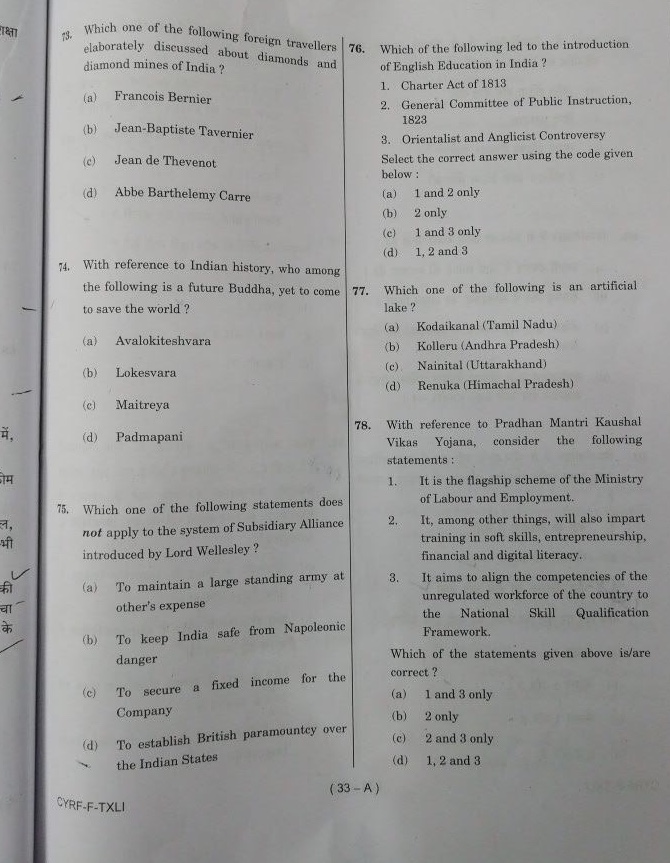 73. Which one of the following foreign travellers
elaborately discussed about diamonds and
diamond mines of India ?
(a) Francois Bernier
(b) Jean-Baptiste Tavernier
(c) Jean de Thevenot
(d) Abbe Barthelemy Carre
74. With reference to Indian history, who among
the following is a future Buddha, yet to come
to save the world ?
(a) Avalokiteshvara
(b) Lokesvara
(c) Maitreya
(d) Padmapani
75. Which one of the following statements does
not apply to the system of Subsidiary Alliance
introduced by Lord Wellesley ?
(a) To maintain a large standing army at
other's expense
(b) To keep India safe from Napoleonic
danger
(c) To secure a fixed income for the
Company
(d) To establish British paramountcy over
the Indian States
76. Which of the following led to the introduction
of English Education in India ?
1. Charter Act of 1813
2. General Committee of Public Instruction,
1823
3. Orientalist and Anglicist Controversy
Select the correct answer using the code given
below :
(a) 1 and 2 only
(b) 2 only
(c) 1 and 3 only
(d) 1, 2 and 3
77. Which one of the following is an artificial
lake ?
(a) Kodaikanal (Tamil Nadu)
(b) Kolleru (Andhra Pradesh)
(c) Nainital (Uttarakhand)
(d) Renuka (Himachal Pradesh)
78. With reference to Pradhan Mantri Kaushal
Vikas Yojana, consider the following
statements :
1. It is the flagship scheme of the Ministry
of Labour and Employment.
2. It, among other things, will also impart
training in soft skills, entrepreneurship,
financial and digital literacy.
3. It aims to align the competencies of the
unregulated workforce of the country to
the National Skill Qualification
Framework.
Which of the statements given above is/are
correct ?
(a) 1 and 3 only
(b) 2 only
(c) 2 and 3 only
(d) 1, 2 and 3
( 33 – A )
CYRF-F-TXLI
में,
भी
की
के